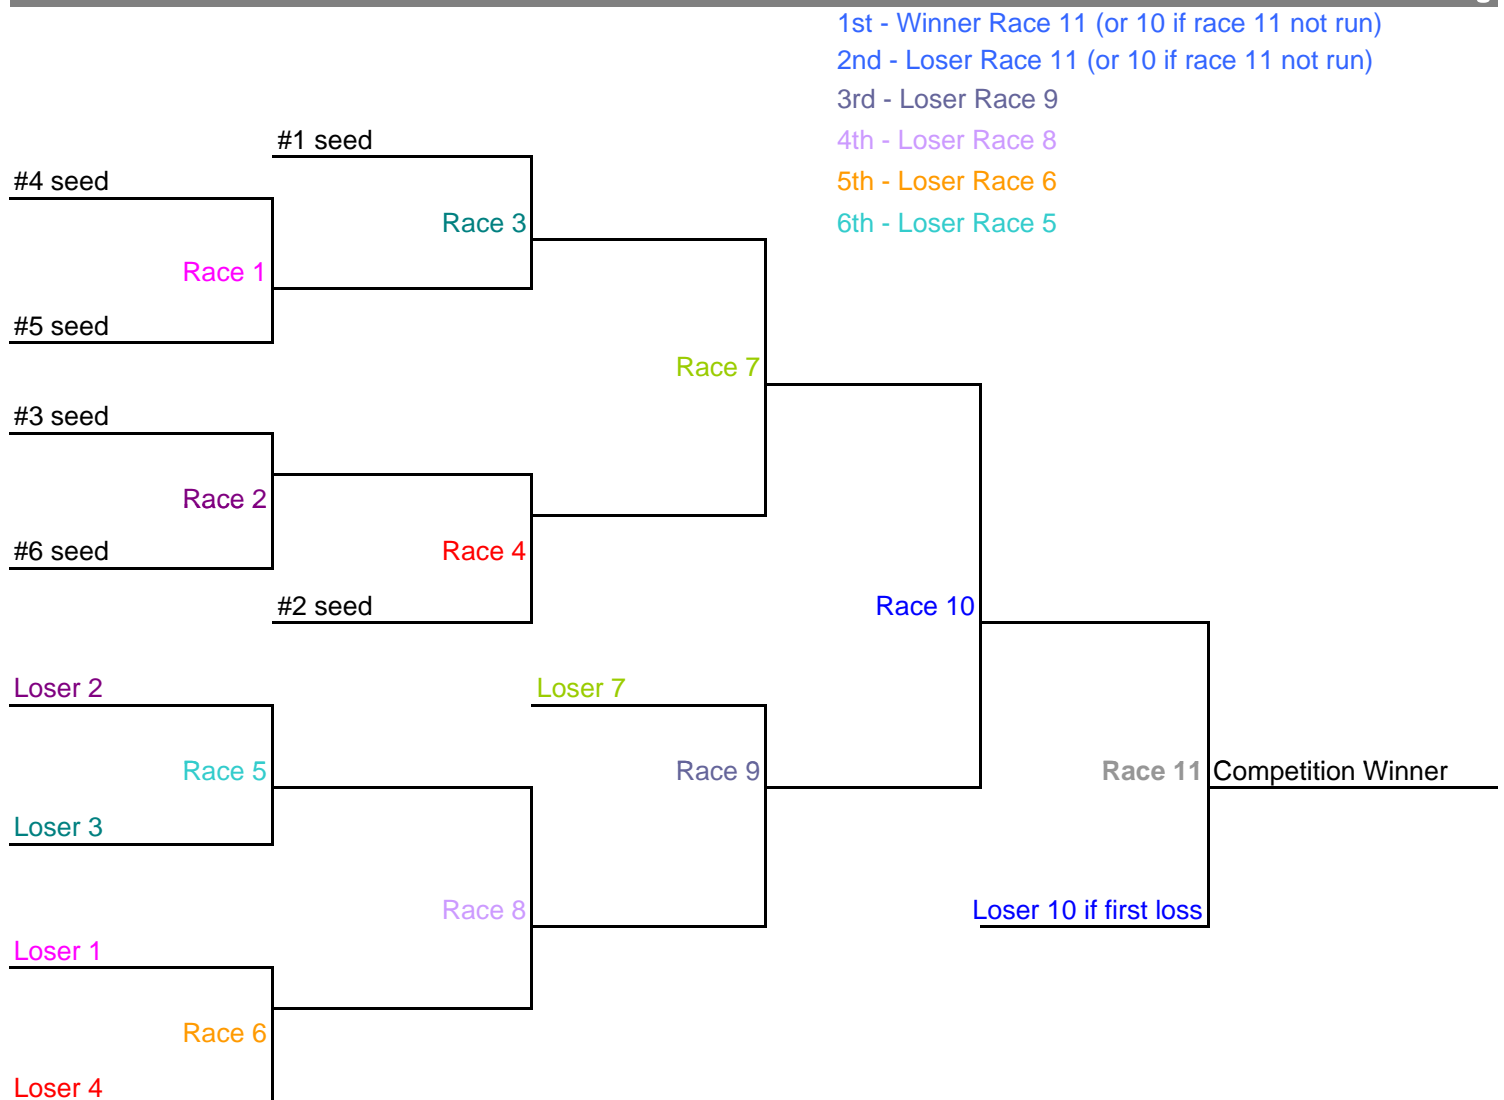 1st - Winner Race 11 (or 10 if race 11 not run)
2nd - Loser Race 11 (or 10 if race 11 not run)
3rd - Loser Race 9
4th - Loser Race 8
5th - Loser Race 6
6th - Loser Race 5
#1 seed
#4 seed
Race 3
Race 1
#5 seed
Race 7
#3 seed
Race 2
#6 seed
Race 4
#2 seed
Race 10
Loser 2
Loser 7
Race 5
Race 9
Race 11
Competition Winner
Loser 3
Race 8
Loser 10 if first loss
Loser 1
Race 6
Loser 4